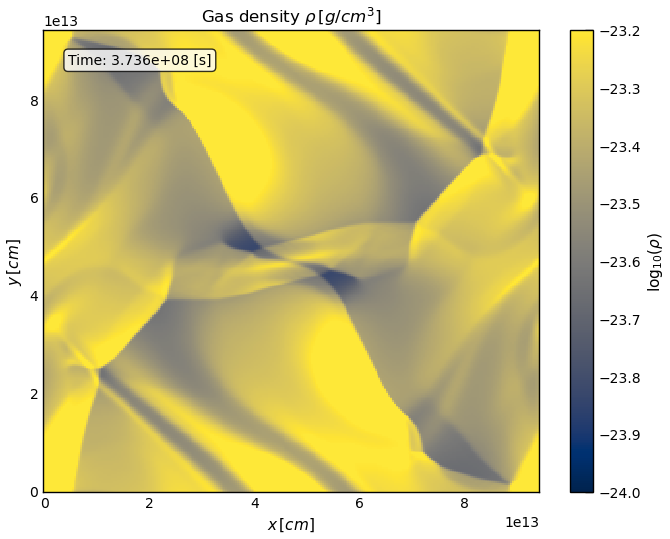 Gas density ρ [g/cm³]
1e13
Time: 3.736e+08 [s]
8
6
4
2
0
y [cm]
0 2 4 6 8
1e13
x [cm]
−23.2
−23.3
−23.4
−23.5
−23.6
−23.7
−23.8
−23.9
−24.0
log₁₀(ρ)